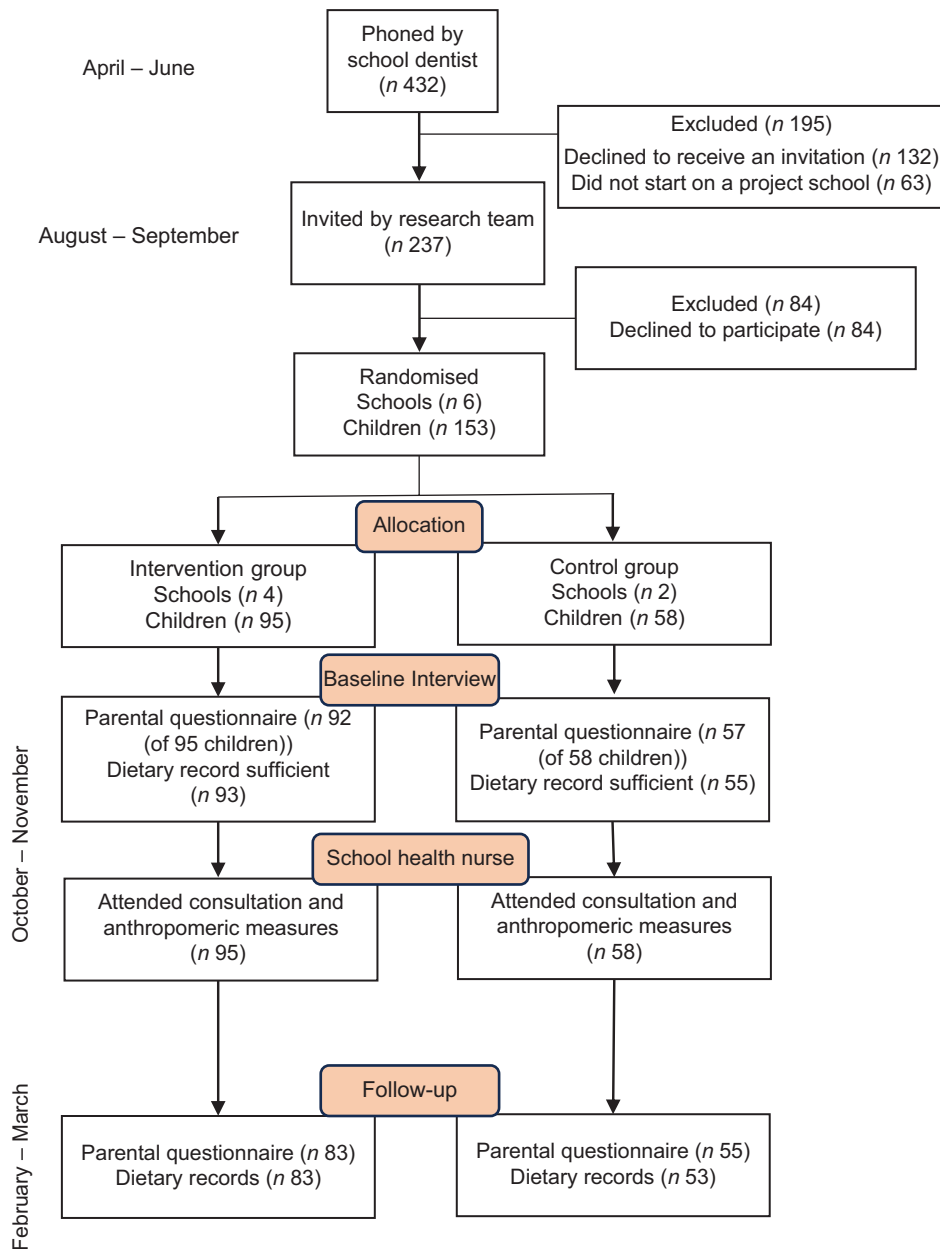 April – June
Phoned by
school dentist
(n 432)
Excluded (n 195)
Declined to receive an invitation (n 132)
Did not start on a project school (n 63)
August – September
Invited by research team
(n 237)
Excluded (n 84)
Declined to participate (n 84)
Randomised
Schools (n 6)
Children (n 153)
Allocation
Intervention group
Schools (n 4)
Children (n 95)
Control group
Schools (n 2)
Children (n 58)
Baseline Interview
October – November
Parental questionnaire (n 92
(of 95 children))
Dietary record sufficient
(n 93)
Parental questionnaire (n 57
(of 58 children))
Dietary record sufficient (n 55)
School health nurse
Attended consultation and
anthropomeric measures
(n 95)
Attended consultation and
anthropomeric measures
(n 58)
Follow-up
February – March
Parental questionnaire (n 83)
Dietary records (n 83)
Parental questionnaire (n 55)
Dietary records (n 53)